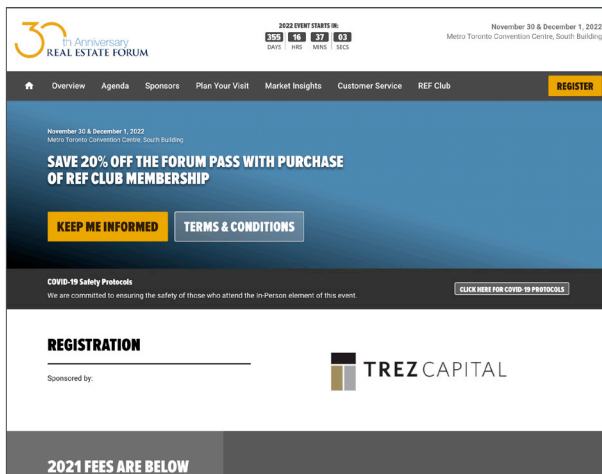 30th Anniversary
REAL ESTATE FORUM
2022 EVENT STARTS IN:
355 16 37 03
DAYS HRS MINS SECS
November 30 & December 1, 2022
Metro Toronto Convention Centre, South Building
Overview Agenda Sponsors Plan Your Visit Market Insights Customer Service REF Club REGISTER
November 30 & December 1, 2022
Metro Toronto Convention Centre, South Building
SAVE 20% OFF THE FORUM PASS WITH PURCHASE
OF REF CLUB MEMBERSHIP
KEEP ME INFORMED TERMS & CONDITIONS
COVID-19 Safety Protocols
We are committed to ensuring the safety of those who attend the In-Person element of this event.
CLICK HERE FOR COVID-19 PROTOCOLS
REGISTRATION
Sponsored by:
TREZ CAPITAL
2021 FEES ARE BELOW